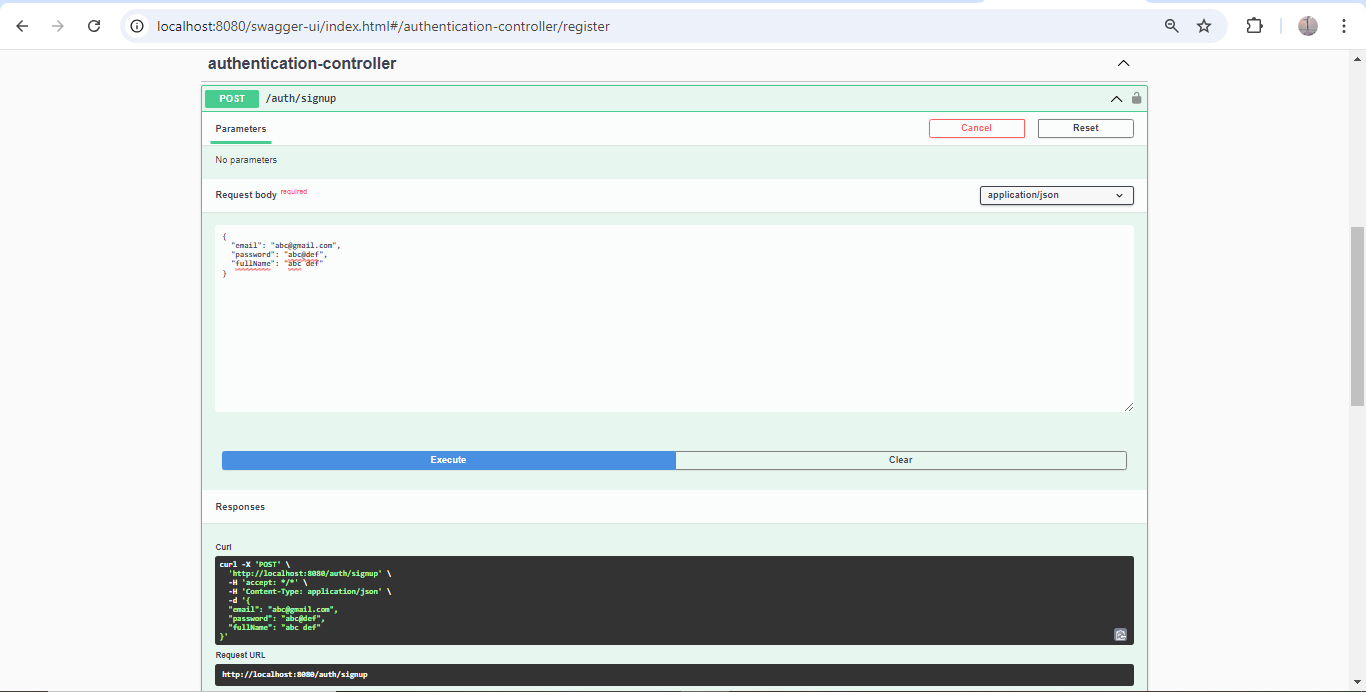 localhost:8080/swagger-ui/index.html#/authentication-controller/register
authentication-controller
POST /auth/signup
Parameters Cancel Reset
No parameters
Request body required application/json
{
"email": "abc@gmail.com",
"password": "abc@def",
"fullName": "abc def"
}
Execute Clear
Responses
Curl
curl -X 'POST' \
'http://localhost:8080/auth/signup' \
-H 'accept: */*' \
-H 'Content-Type: application/json' \
-d '{
"email": "abc@gmail.com",
"password": "abc@def",
"fullName": "abc def"
}'
Request URL
http://localhost:8080/auth/signup